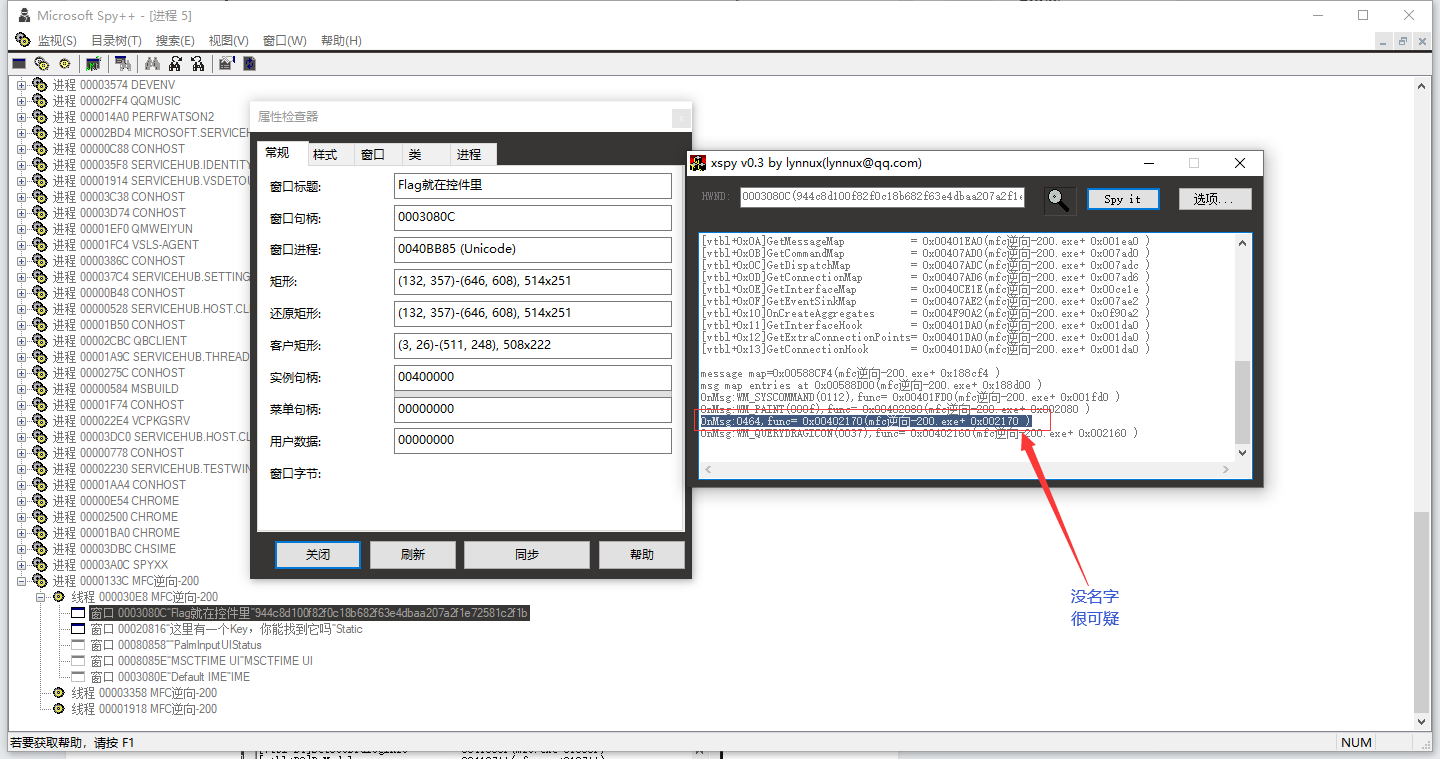 Microsoft Spy++ - [进程 5]
监视(S) 目录树(T) 搜索(E) 视图(V) 窗口(W) 帮助(H)
进程 00003574 DEVENV
进程 00002FF4 QQMUSIC
进程 000014A0 PERFWATSON2
进程 00002BD4 MICROSOFT.SERVICEH
进程 00000C88 CONHOST
进程 000035F8 SERVICEHUB.IDENTITY
进程 00001914 SERVICEHUB.VSDETOU
进程 00003C38 CONHOST
进程 00003D74 CONHOST
进程 00001EF0 QMWEIYUN
进程 00001FC4 VSLS-AGENT
进程 0000386C CONHOST
进程 000037C4 SERVICEHUB.SETTING
进程 00000B48 CONHOST
进程 00000528 SERVICEHUB.HOST.CL
进程 00001B50 CONHOST
进程 00002CBC QBCLIENT
进程 00001A9C SERVICEHUB.THREAD
进程 0000275C CONHOST
进程 00000584 MSBUILD
进程 00001F74 CONHOST
进程 000022E4 VCPKGSRV
进程 00003DC0 SERVICEHUB.HOST.CL
进程 00000778 CONHOST
进程 00002230 SERVICEHUB.TESTWIN
进程 00001AA4 CONHOST
进程 00000E54 CHROME
进程 00002500 CHROME
进程 00001BA0 CHROME
进程 00003DBC CHSIME
进程 00003A0C SPYXX
进程 0000133C MFC逆向-200
线程 000030E8 MFC逆向-200
窗口 0003080C"Flag就在控件里"944c8d100f82f0c18b682f63e4dbaa207a2f1e72581c2f1b
窗口 00020816"这里有一个Key，你能找到它吗"Static
窗口 00080858""PalmInputUIStatus
窗口 0008085E"MSCTFIME UI"MSCTFIME UI
窗口 0003080E"Default IME"IME
线程 00003358 MFC逆向-200
线程 00001918 MFC逆向-200
若要获取帮助，请按 F1
NUM
属性检查器
常规 样式 窗口 类 进程
窗口标题: Flag就在控件里
窗口句柄: 0003080C
窗口进程: 0040BB85 (Unicode)
矩形: (132, 357)-(646, 608), 514x251
还原矩形: (132, 357)-(646, 608), 514x251
客户矩形: (3, 26)-(511, 248), 508x222
实例句柄: 00400000
菜单句柄: 00000000
用户数据: 00000000
窗口字节:
关闭 刷新 同步 帮助
xspy v0.3 by lynnux(lynnux@qq.com)
HWND: 0003080C(944c8d100f82f0c18b682f63e4dbaa207a2f1e Spy it 选项...
[vtbl+0x0A]GetMessageMap = 0x00401EA0(mfc逆向-200.exe+ 0x001ea0 )
[vtbl+0x0B]GetCommandMap = 0x00407AD0(mfc逆向-200.exe+ 0x007ad0 )
[vtbl+0x0C]GetDispatchMap = 0x00407ADC(mfc逆向-200.exe+ 0x007adc )
[vtbl+0x0D]GetConnectionMap = 0x00407AD6(mfc逆向-200.exe+ 0x007ad6 )
[vtbl+0x0E]GetInterfaceMap = 0x0040CE1E(mfc逆向-200.exe+ 0x00ce1e )
[vtbl+0x0F]GetEventSinkMap = 0x00407AE2(mfc逆向-200.exe+ 0x007ae2 )
[vtbl+0x10]OnCreateAggregates = 0x004F90A2(mfc逆向-200.exe+ 0x0f90a2 )
[vtbl+0x11]GetInterfaceHook = 0x00401DA0(mfc逆向-200.exe+ 0x001da0 )
[vtbl+0x12]GetExtraConnectionPoints= 0x00401DA0(mfc逆向-200.exe+ 0x001da0 )
[vtbl+0x13]GetConnectionHook = 0x00401DA0(mfc逆向-200.exe+ 0x001da0 )
message map=0x00588CF4(mfc逆向-200.exe+ 0x188cf4 )
msg map entries at 0x00588D00(mfc逆向-200.exe+ 0x188d00 )
OnMsg:WM_SYSCOMMAND(0112),func= 0x00401FD0(mfc逆向-200.exe+ 0x001fd0 )
OnMsg:WM_PAINT(000f),func= 0x00402080(mfc逆向-200.exe+ 0x002080 )
OnMsg:0464,func= 0x00402170(mfc逆向-200.exe+ 0x002170 )
OnMsg:WM_QUERYDRAGICON(0037),func= 0x00402160(mfc逆向-200.exe+ 0x002160 )
没名字
很可疑